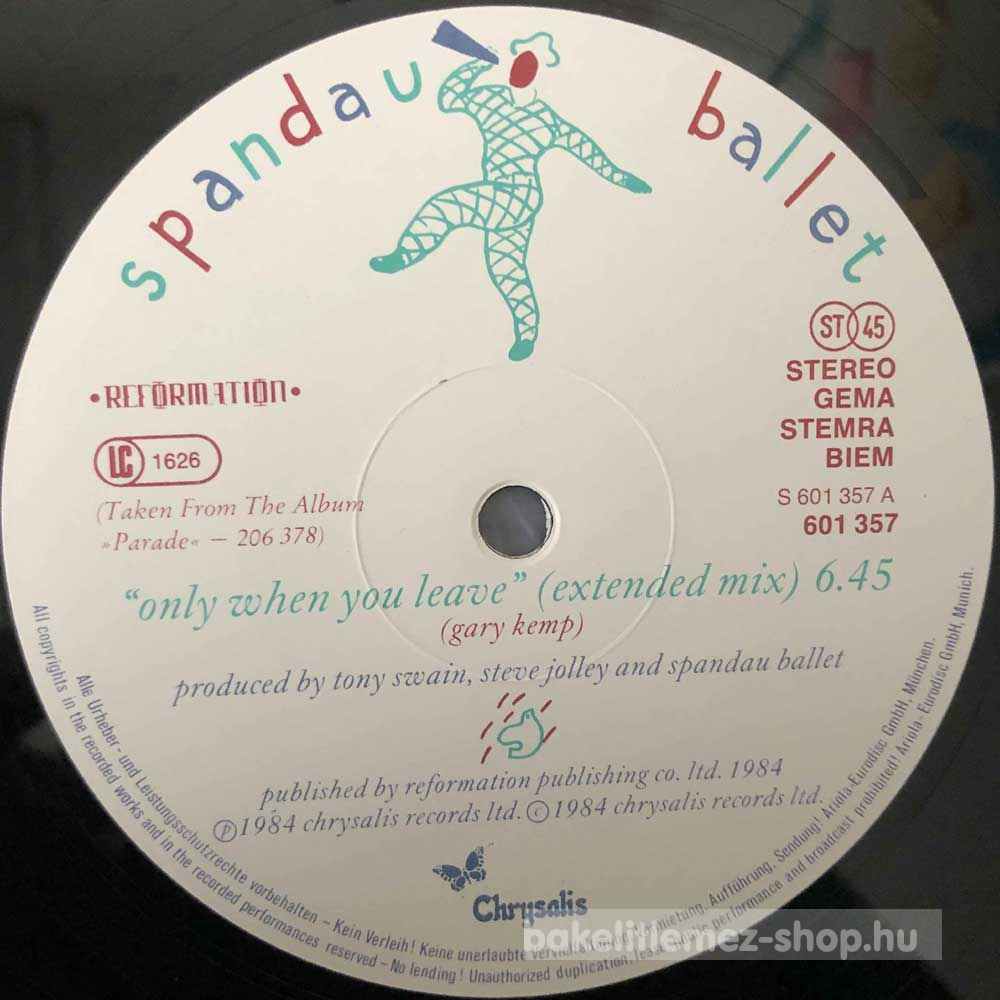 spandau ballet
ST 45
STEREO
GEMA
STEMRA
BIEM
S 601 357 A
601 357
• REFORMATION •
LC 1626
(Taken From The Album
»Parade« – 206 378)
“only when you leave” (extended mix) 6.45
(gary kemp)
produced by tony swain, steve jolley and spandau ballet
published by reformation publishing co. ltd. 1984
℗1984 chrysalis records ltd. ©1984 chrysalis records ltd.
Chrysalis
Alle Urheber- und Leistungsschutzrechte vorbehalten – Kein Verleih! Keine unerlaubte Vervielfältigung, Vermietung, Aufführung, Sendung! Ariola-Eurodisc GmbH, München.
All copyrights in the recorded works and in the recorded performances reserved – No lending! Unauthorized duplication, lease, public performance and broadcast prohibited! Ariola-Eurodisc GmbH, Munich.
bakelitlemez-shop.hu